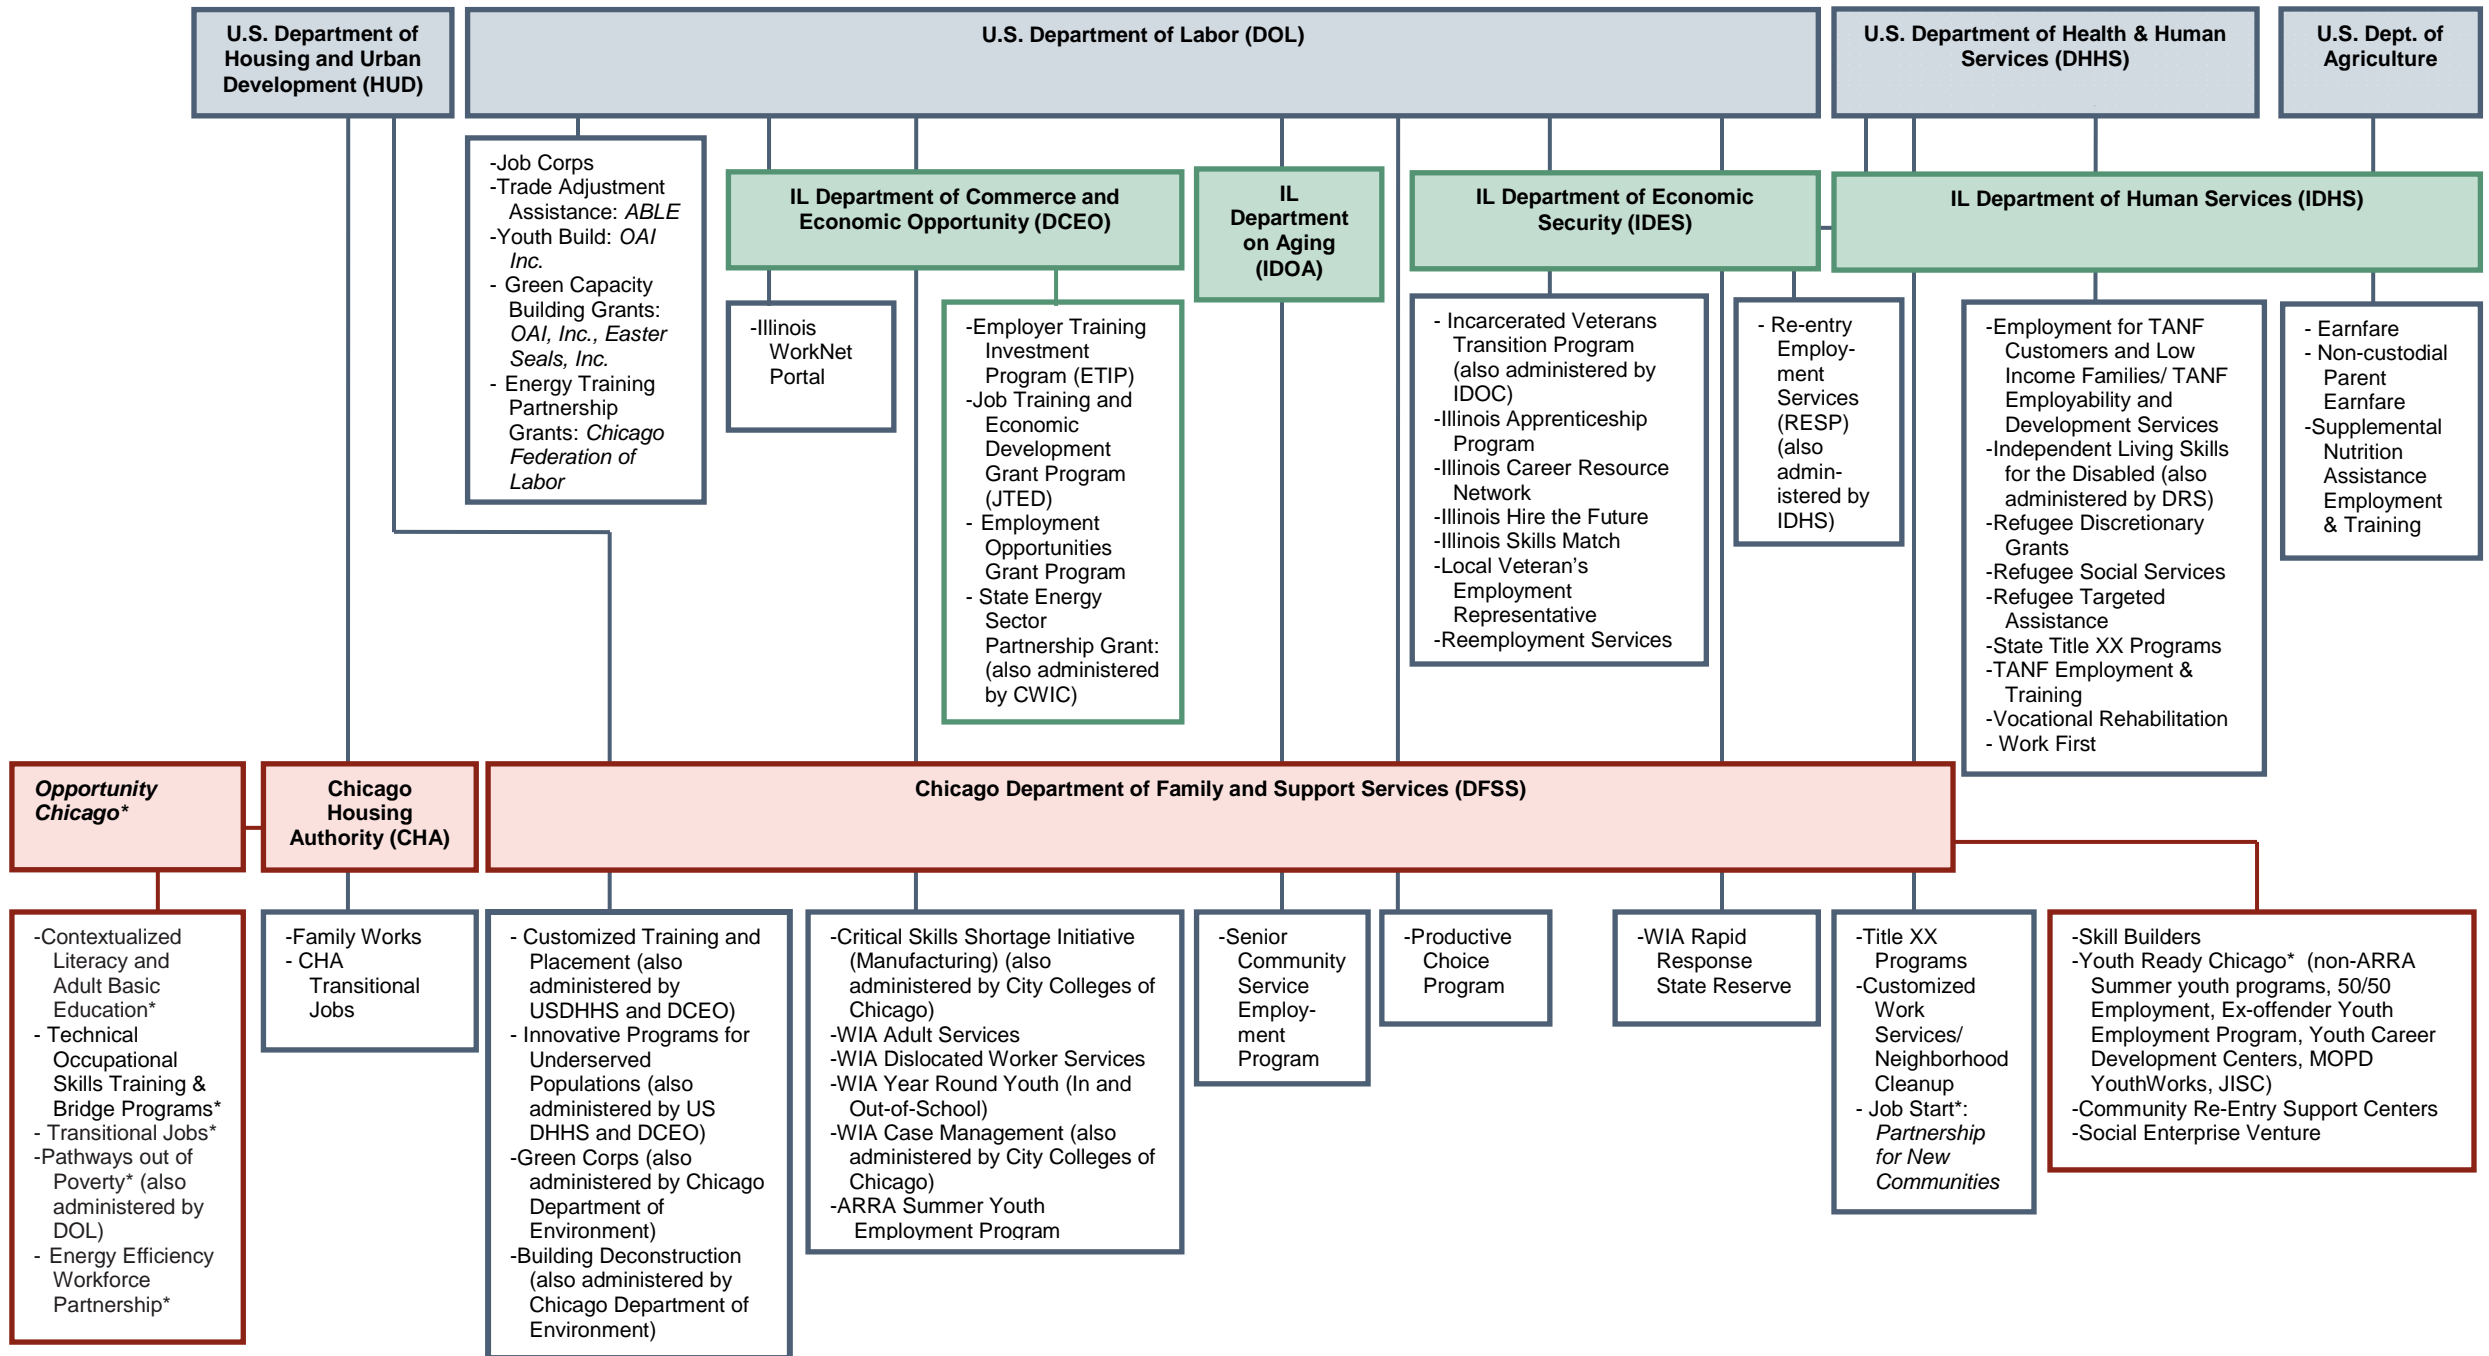 U.S. Department of
Housing and Urban
Development (HUD)
U.S. Department of Labor (DOL)
U.S. Department of Health & Human
Services (DHHS)
U.S. Dept. of
Agriculture
-Job Corps
-Trade Adjustment
Assistance: ABLE
-Youth Build: OAI
Inc.
- Green Capacity
Building Grants:
OAI, Inc., Easter
Seals, Inc.
- Energy Training
Partnership
Grants: Chicago
Federation of
Labor
IL Department of Commerce and
Economic Opportunity (DCEO)
IL
Department
on Aging
(IDOA)
IL Department of Economic
Security (IDES)
IL Department of Human Services (IDHS)
-Illinois
WorkNet
Portal
-Employer Training
Investment
Program (ETIP)
-Job Training and
Economic
Development
Grant Program
(JTED)
- Employment
Opportunities
Grant Program
- State Energy
Sector
Partnership Grant:
(also administered
by CWIC)
- Incarcerated Veterans
Transition Program
(also administered by
IDOC)
-Illinois Apprenticeship
Program
-Illinois Career Resource
Network
-Illinois Hire the Future
-Illinois Skills Match
-Local Veteran's
Employment
Representative
-Reemployment Services
- Re-entry
Employ-
ment
Services
(RESP)
(also
admin-
istered by
IDHS)
-Employment for TANF
Customers and Low
Income Families/ TANF
Employability and
Development Services
-Independent Living Skills
for the Disabled (also
administered by DRS)
-Refugee Discretionary
Grants
-Refugee Social Services
-Refugee Targeted
Assistance
-State Title XX Programs
-TANF Employment &
Training
-Vocational Rehabilitation
- Work First
- Earnfare
- Non-custodial
Parent
Earnfare
-Supplemental
Nutrition
Assistance
Employment
& Training
Opportunity
Chicago*
Chicago
Housing
Authority (CHA)
Chicago Department of Family and Support Services (DFSS)
-Contextualized
Literacy and
Adult Basic
Education*
- Technical
Occupational
Skills Training &
Bridge Programs*
- Transitional Jobs*
-Pathways out of
Poverty* (also
administered by
DOL)
- Energy Efficiency
Workforce
Partnership*
-Family Works
- CHA
Transitional
Jobs
- Customized Training and
Placement (also
administered by
USDHHS and DCEO)
- Innovative Programs for
Underserved
Populations (also
administered by US
DHHS and DCEO)
-Green Corps (also
administered by Chicago
Department of
Environment)
-Building Deconstruction
(also administered by
Chicago Department of
Environment)
-Critical Skills Shortage Initiative
(Manufacturing) (also
administered by City Colleges of
Chicago)
-WIA Adult Services
-WIA Dislocated Worker Services
-WIA Year Round Youth (In and
Out-of-School)
-WIA Case Management (also
administered by City Colleges of
Chicago)
-ARRA Summer Youth
Employment Program
-Senior
Community
Service
Employ-
ment
Program
-Productive
Choice
Program
-WIA Rapid
Response
State Reserve
-Title XX
Programs
-Customized
Work
Services/
Neighborhood
Cleanup
- Job Start*:
Partnership
for New
Communities
-Skill Builders
-Youth Ready Chicago* (non-ARRA
Summer youth programs, 50/50
Employment, Ex-offender Youth
Employment Program, Youth Career
Development Centers, MOPD
YouthWorks, JISC)
-Community Re-Entry Support Centers
-Social Enterprise Venture